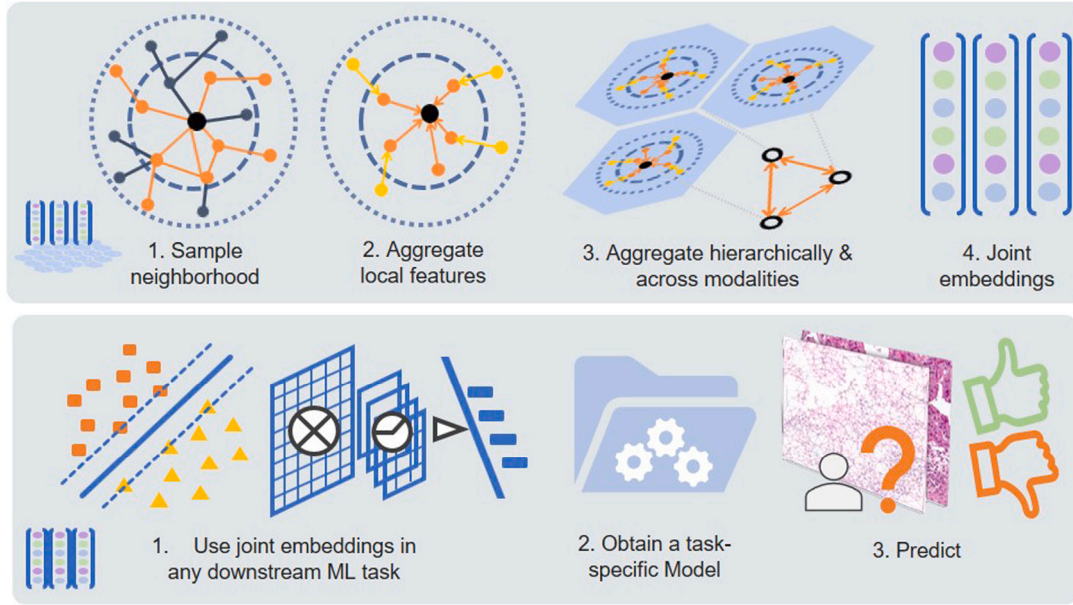 1. Sample
neighborhood
2. Aggregate
local features
3. Aggregate hierarchically &
across modalities
4. Joint
embeddings
1. Use joint embeddings in
any downstream ML task
2. Obtain a task-
specific Model
3. Predict
?